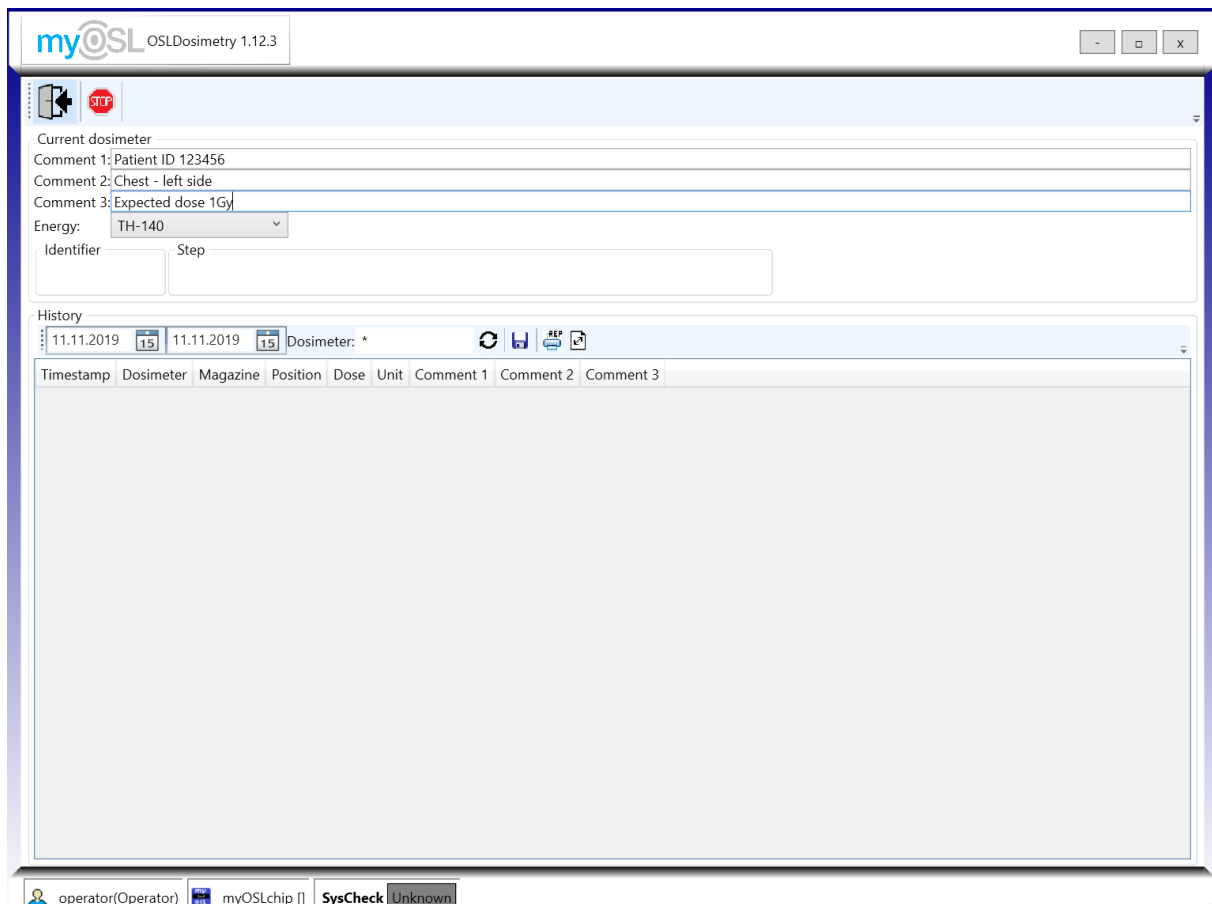 myOSL OSLDosimetry 1.12.3
- □ x
STOP
Current dosimeter
Comment 1: Patient ID 123456
Comment 2: Chest - left side
Comment 3: Expected dose 1Gy
Energy: TH-140
Identifier Step
History
11.11.2019 15 11.11.2019 15 Dosimeter: * REP
Timestamp Dosimeter Magazine Position Dose Unit Comment 1 Comment 2 Comment 3
operator(Operator) my OSL myOSLchip [] SysCheck Unknown